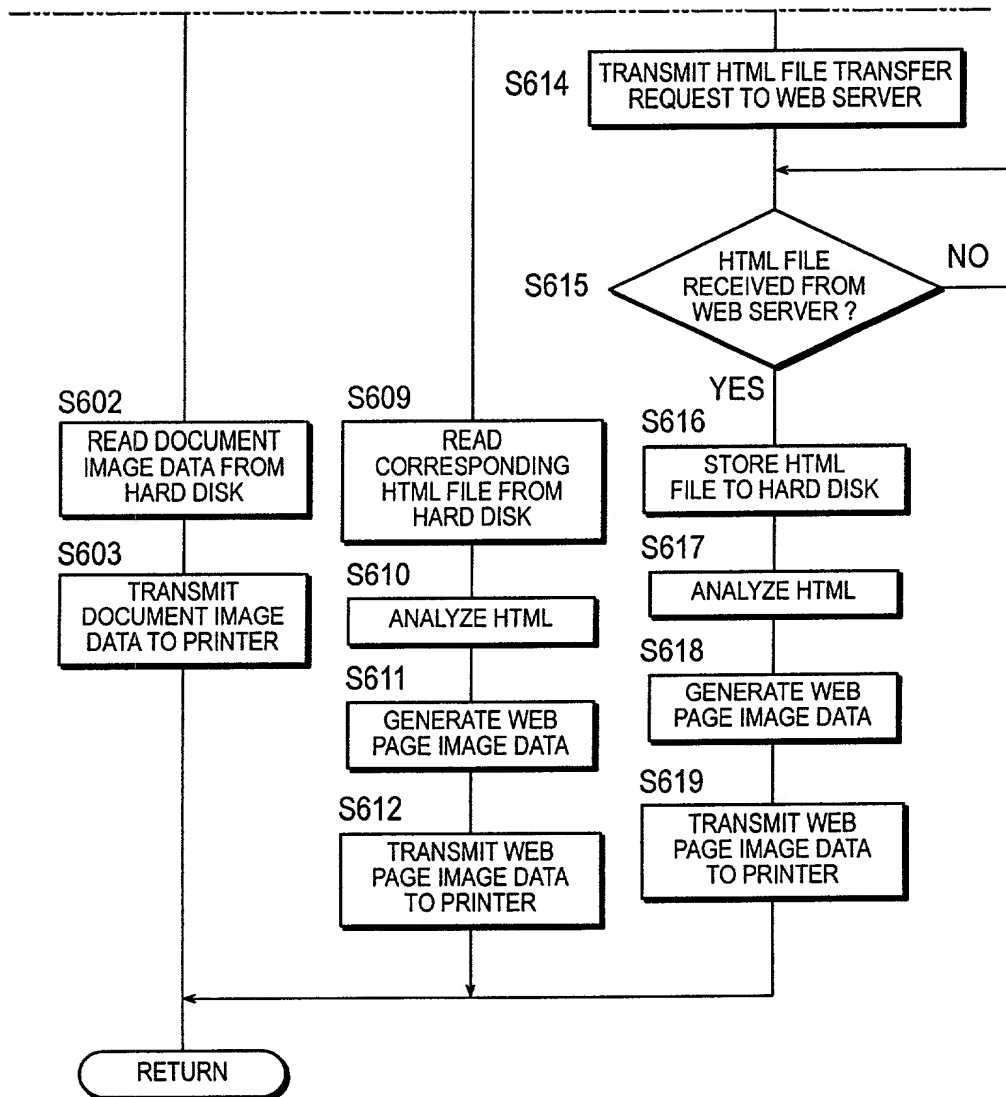 S614
TRANSMIT HTML FILE TRANSFER
REQUEST TO WEB SERVER
S615
HTML FILE
RECEIVED FROM
WEB SERVER ?
NO
YES
S602
READ DOCUMENT
IMAGE DATA FROM
HARD DISK
S603
TRANSMIT
DOCUMENT IMAGE
DATA TO PRINTER
S609
READ
CORRESPONDING
HTML FILE FROM
HARD DISK
S610
ANALYZE HTML
S611
GENERATE WEB
PAGE IMAGE DATA
S612
TRANSMIT WEB
PAGE IMAGE DATA
TO PRINTER
S616
STORE HTML
FILE TO HARD DISK
S617
ANALYZE HTML
S618
GENERATE WEB
PAGE IMAGE DATA
S619
TRANSMIT WEB
PAGE IMAGE DATA
TO PRINTER
RETURN